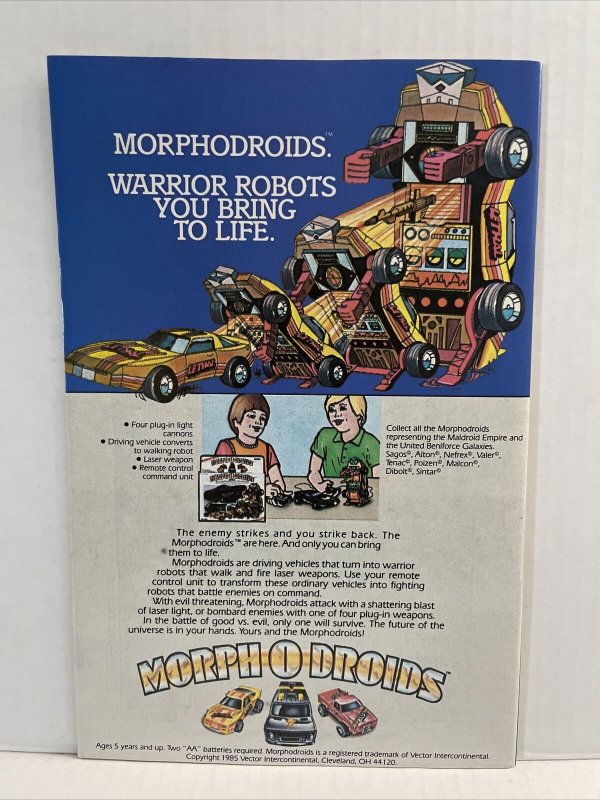 MORPHODROIDS.™
WARRIOR ROBOTS
YOU BRING
TO LIFE.
LETHAL
• Four plug-in light
cannons
• Driving vehicle converts
to walking robot
• Laser weapon
• Remote control
command unit
Collect all the Morphodroids
representing the Maldroid Empire and
the United Beniforce Galaxies.
Sagos®, Alton®, Nefrex®, Valer®,
Tenac®, Poizen®, Malcon®,
Dibolt®, Sintar®
The enemy strikes and you strike back. The
Morphodroids™ are here. And only you can bring
them to life.
Morphodroids are driving vehicles that turn into warrior
robots that walk and fire laser weapons. Use your remote
control unit to transform these ordinary vehicles into fighting
robots that battle enemies on command.
With evil threatening, Morphodroids attack with a shattering blast
of laser light, or bombard enemies with one of four plug-in weapons.
In the battle of good vs. evil, only one will survive. The future of the
universe is in your hands. Yours and the Morphodroids!
MORPH O DROIDS™
Ages 5 years and up. Two "AA" batteries required. Morphodroids is a registered trademark of Vector Intercontinental.
Copyright 1985 Vector Intercontinental, Cleveland, OH 44120.